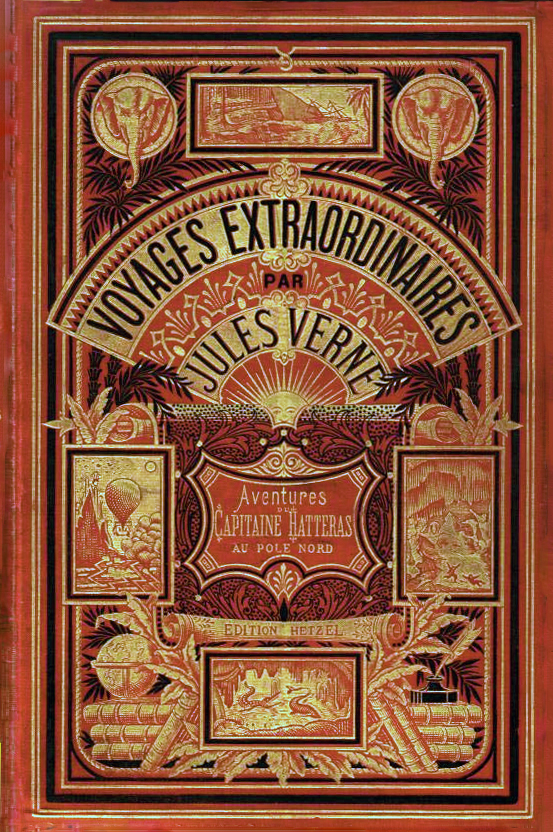 VOYAGES EXTRAORDINAIRES
PAR
JULES VERNE
Aventures
DU
CAPITAINE HATTERAS
AU POLE NORD
EDITION HETZEL